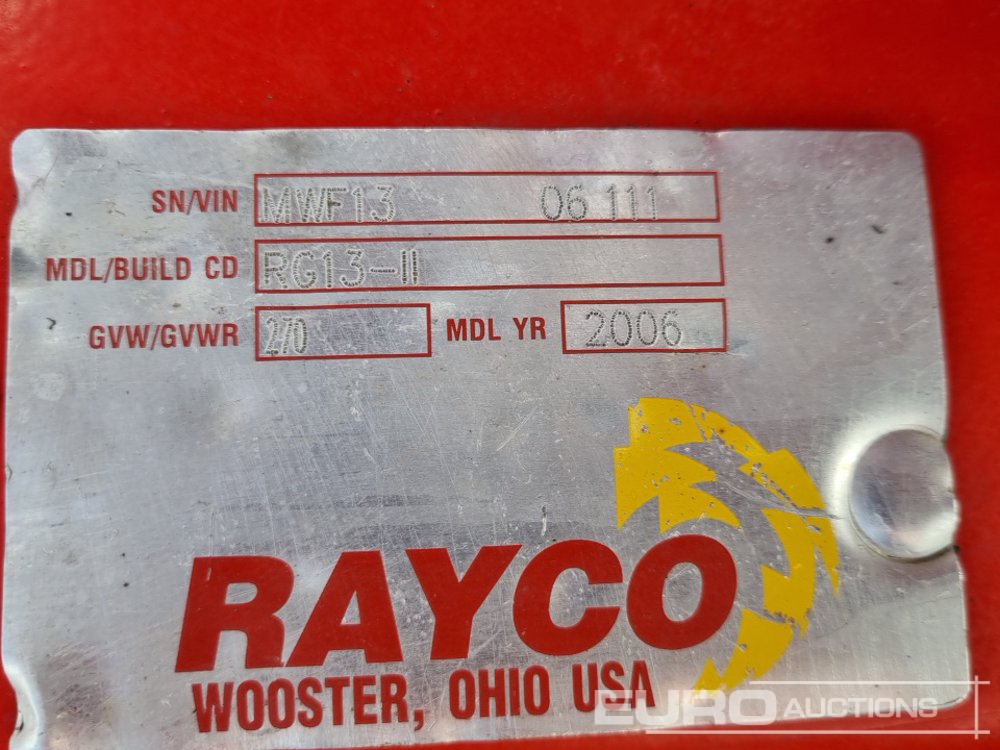 SN/VIN MWF13 06 111
MDL/BUILD CD RG13-II
GVW/GVWR 270 MDL YR 2006
RAYCO
WOOSTER, OHIO USA
EURO AUCTIONS